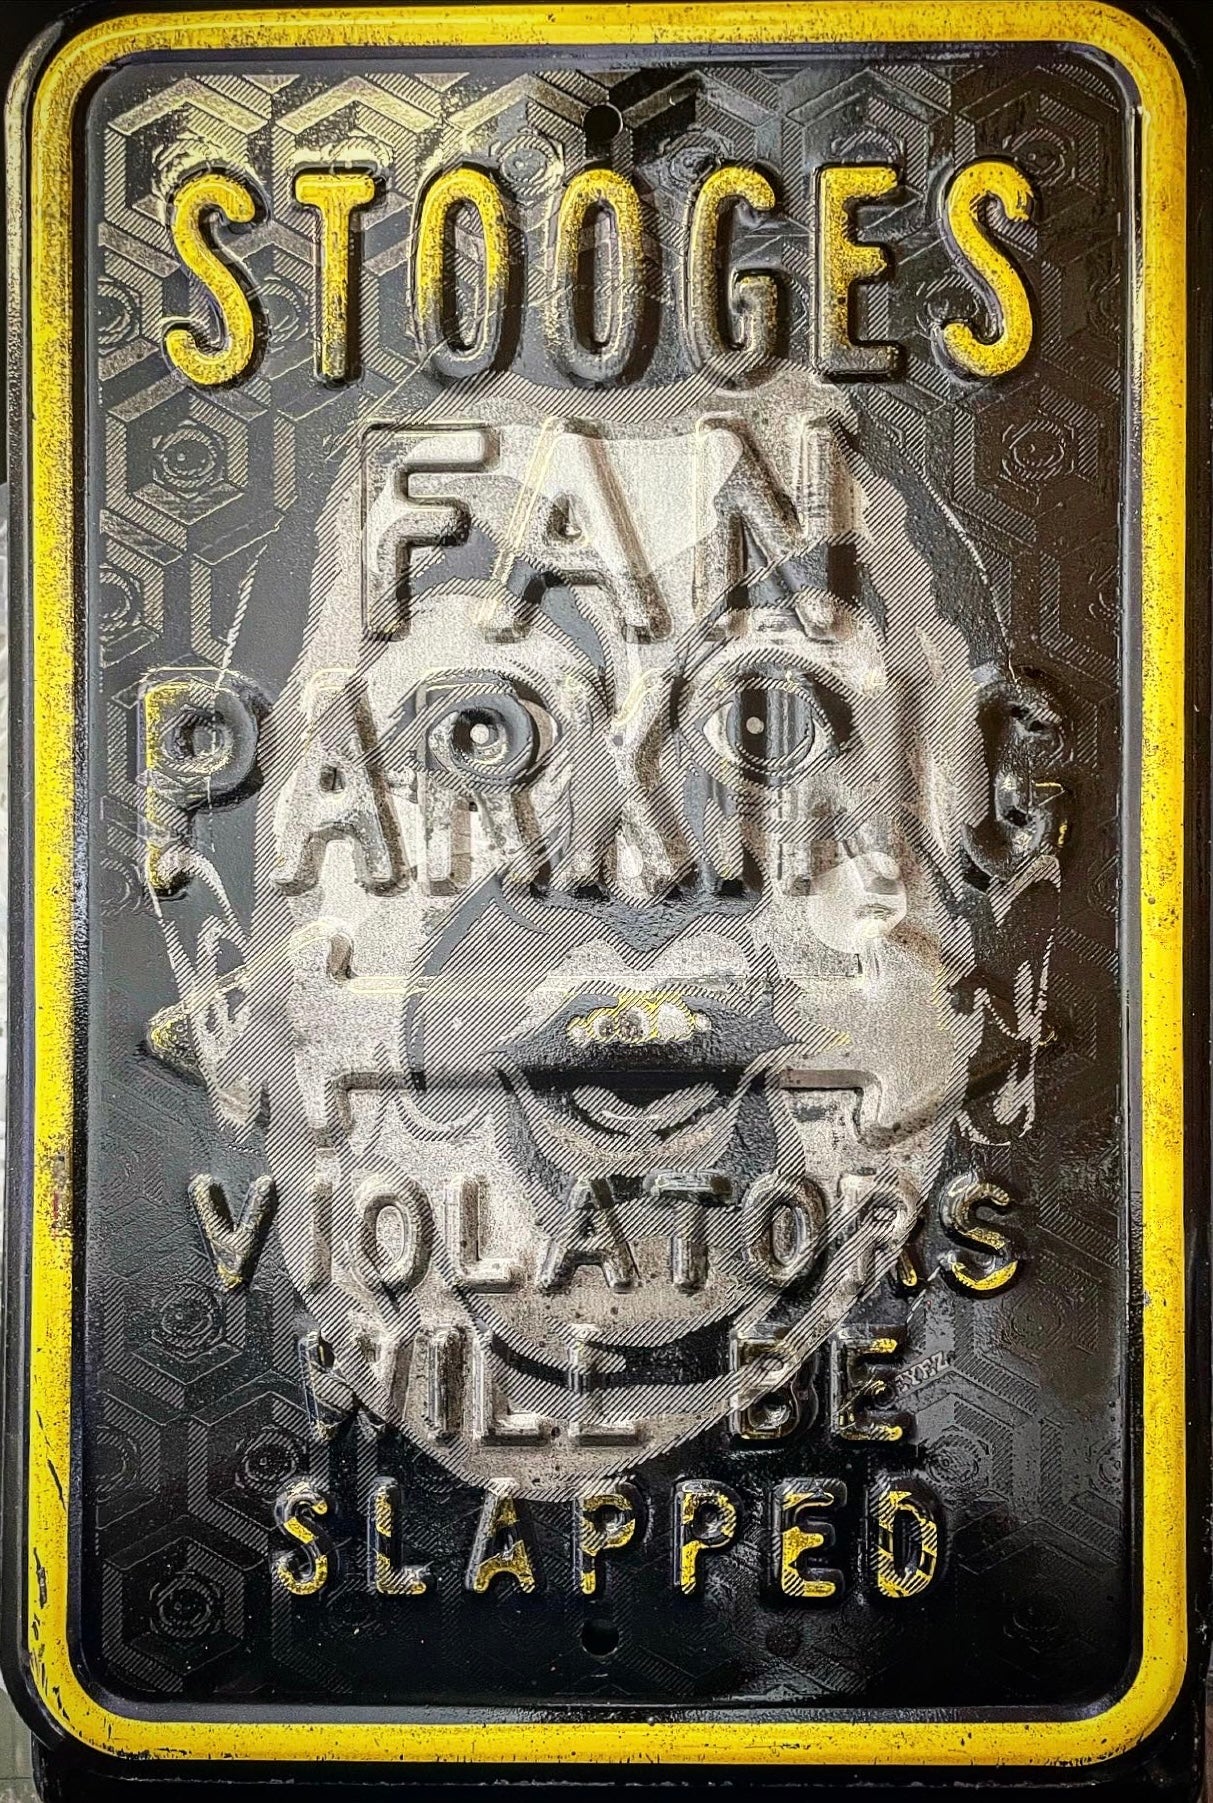 STOOGES
FAN
PARKING
VIOLATORS
WILL BE
SLAPPED